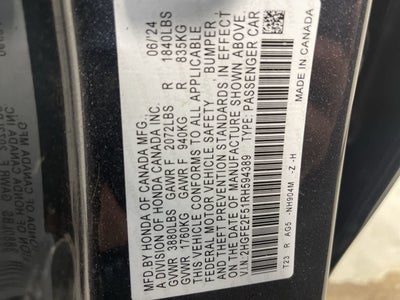 MFD. BY HONDA OF CANADA MFG.
A DIV. OF HONDA CANADA INC. 06/'24
GVWR 3880LBS GAWR F 2070LBS R 1840LBS
GVWR 1760KG GAWR F 940KG R 835KG
THIS VEHICLE CONFORMS TO ALL APPLICABLE
FEDERAL MOTOR VEHICLE SAFETY BUMPER,
AND THEFT PREVENTION STANDARDS IN EFFECT
ON THE DATE OF MANUFACTURE SHOWN ABOVE.
V.I.N.: 2HGFE2F51RH594389 TYPE: PASSENGER CAR
T23 R AG5 -NH904M -Z -H
MADE IN CANADA